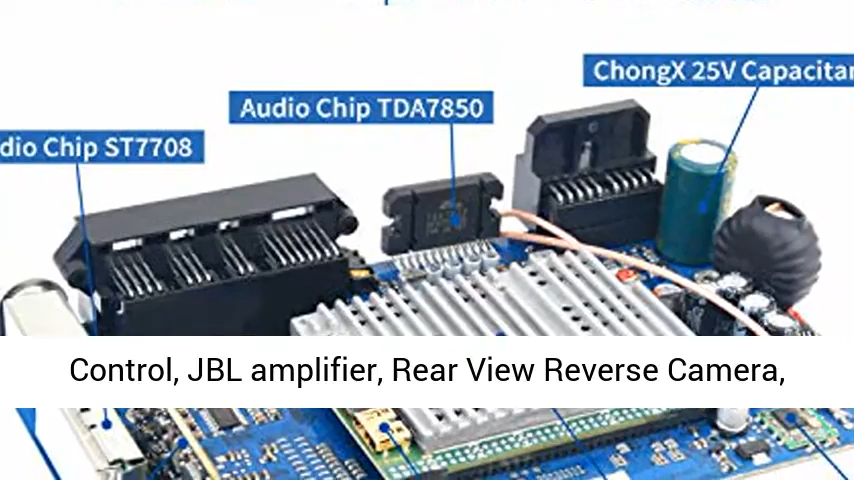 ChongX 25V Capacitan
Audio Chip TDA7850
dio Chip ST7708
Control, JBL amplifier, Rear View Reverse Camera,